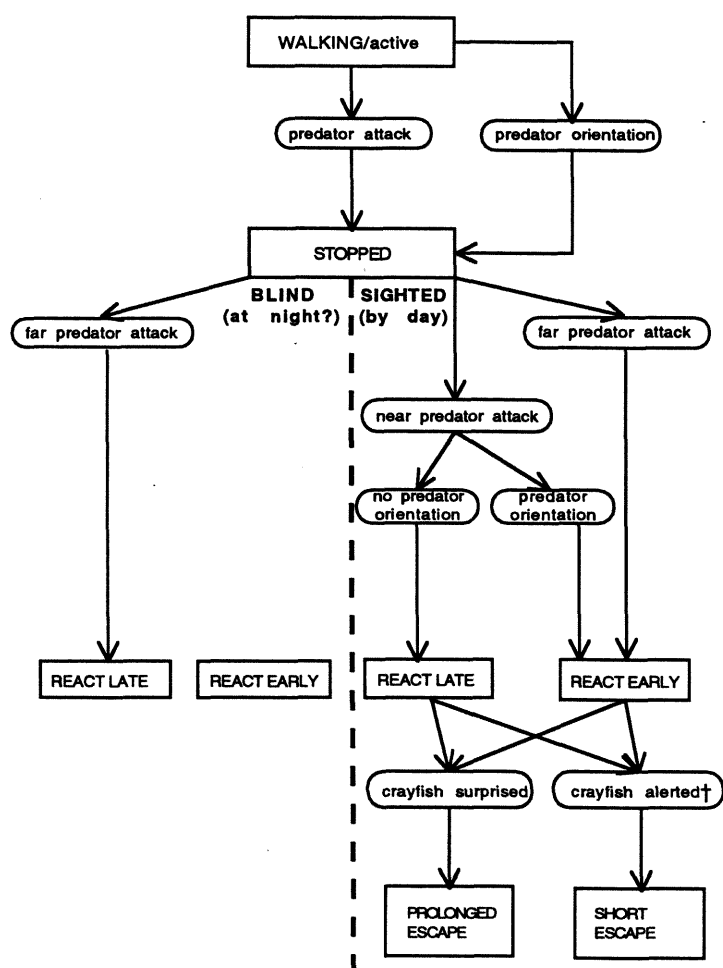 WALKING/active
predator attack
predator orientation
STOPPED
BLIND
(at night?)
SIGHTED
(by day)
far predator attack
far predator attack
near predator attack
no predator
orientation
predator
orientation
REACT LATE
REACT EARLY
REACT LATE
REACT EARLY
crayfish surprised
crayfish alerted†
PROLONGED
ESCAPE
SHORT
ESCAPE